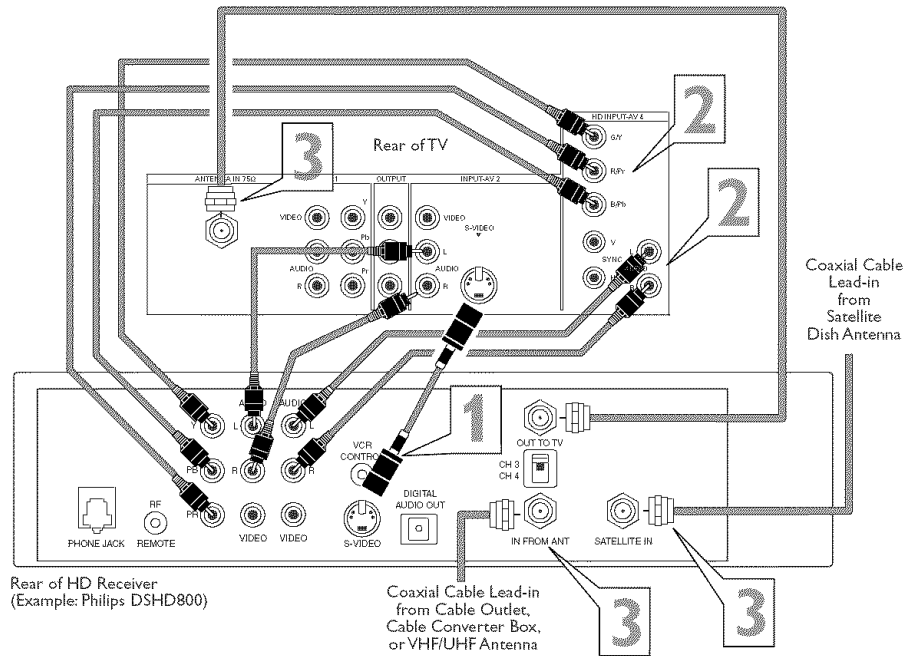 HD INPUT-AV 4
2
G/Y
R/Pr
B/Pb
V
SYNC
H
L
R
2
Rear of TV
3
ANTENNA IN 75Ω
1
OUTPUT
INPUT-AV 2
VIDEO
Y
Pb
Pr
AUDIO
R
VIDEO
L
AUDIO
R
S-VIDEO
Coaxial Cable
Lead-in
from
Satellite
Dish Antenna
1
AUDIO
Y
L
L
PB
R
R
PR
VCR
CONTROL
OUT TO TV
CH 3
CH 4
DIGITAL
AUDIO OUT
PHONE JACK
RF
REMOTE
VIDEO
VIDEO
S-VIDEO
IN FROM ANT
SATELLITE IN
Rear of HD Receiver
(Example: Philips DSHD800)
Coaxial Cable Lead-in
from Cable Outlet,
Cable Converter Box,
or VHF/UHF Antenna
3
3